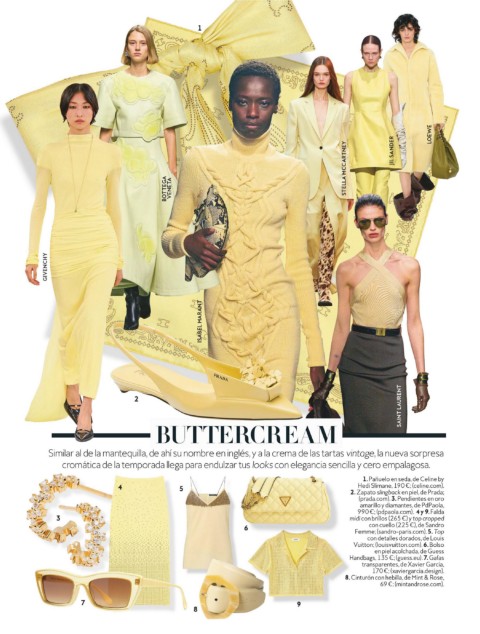 1
BOTTEGA
VENETA
STELLA MCCARTNEY
JIL SANDER
LOEWE
GIVENCHY
ISABEL MARANT
SAINT LAURENT
PRADA
2
BUTTERCREAM
Similar al de la mantequilla, de ahí su nombre en inglés, y a la crema de las tartas vintage, la nueva sorpresa
cromática de la temporada llega para endulzar tus looks con elegancia sencilla y cero empalagosa.
1. Pañuelo en seda, de Celine by
Hedi Slimane, 190 €; (celine.com).
2. Zapato slingback en piel, de Prada;
(prada.com). 3. Pendientes en oro
amarillo y diamantes, de PdPaola,
990 €; (pdpaola.com). 4 y 9. Falda
midi con brillos (265 €) y top cropped
con cuello (225 €), de Sandro
Femme; (sandro-paris.com). 5. Top
con detalles dorados, de Louis
Vuitton; (louisvuitton.com). 6. Bolso
en piel acolchada, de Guess
Handbags, 135 €; (guess.eu). 7. Gafas
transparentes, de Xavier Garcia,
170 €; (xaviergarcia.design).
8. Cinturón con hebilla, de Mint & Rose,
69 €; (mintandrose.com).
3
4
5
6
7
8
9